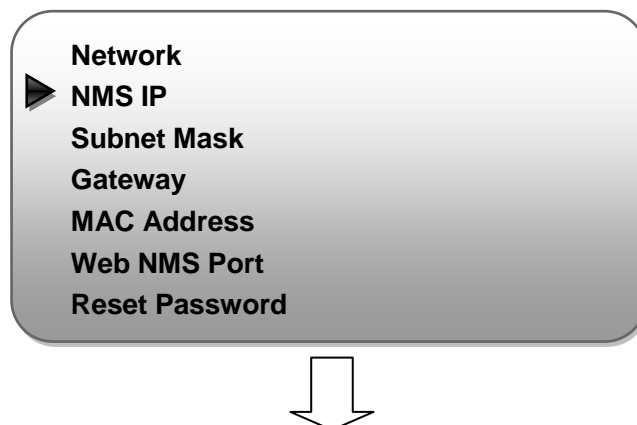 Network
NMS IP
Subnet Mask
Gateway
MAC Address
Web NMS Port
Reset Password